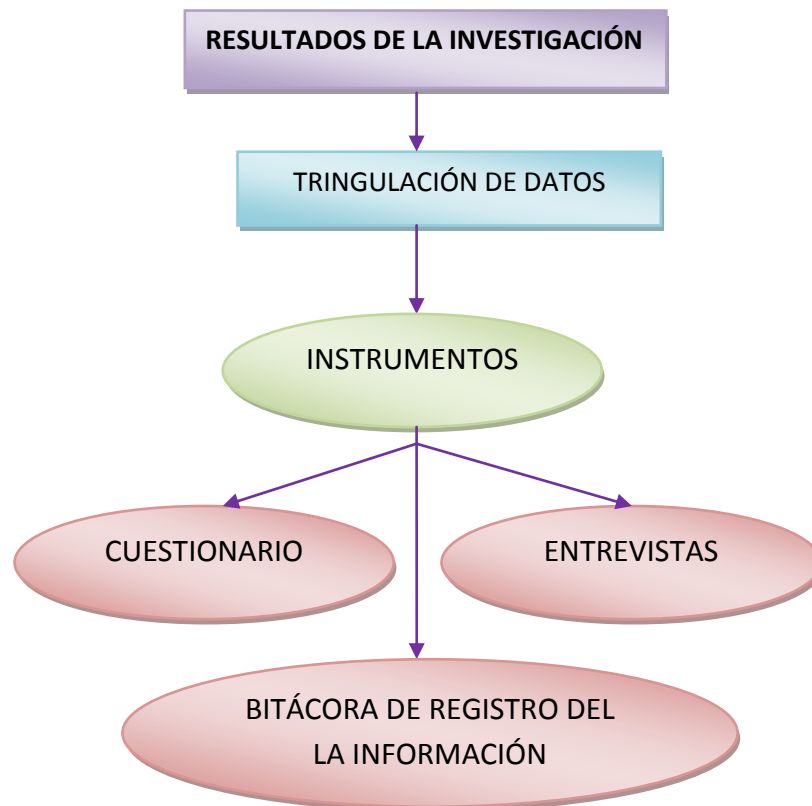 RESULTADOS DE LA INVESTIGACIÓN
TRINGULACIÓN DE DATOS
INSTRUMENTOS
CUESTIONARIO
ENTREVISTAS
BITÁCORA DE REGISTRO DEL
LA INFORMACIÓN